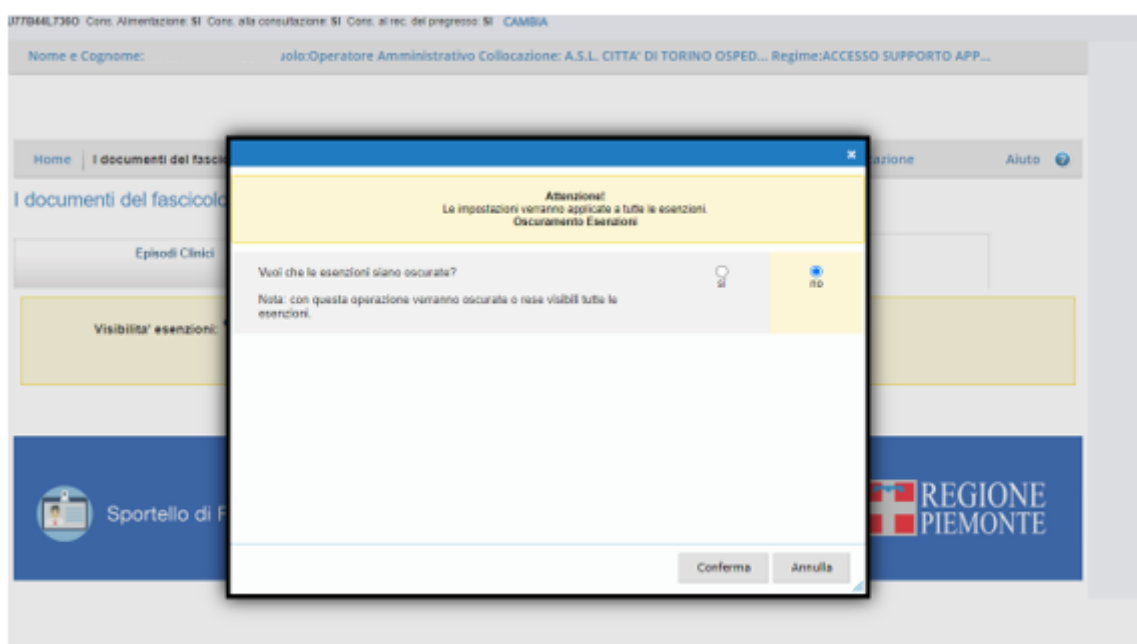 J77B44L736O Cons. Alimentazione: SI Cons. alla consultazione: SI Cons. al rec. del pregresso: SI CAMBIA
Nome e Cognome: uolo:Operatore Amministrativo Collocazione: A.S.L. CITTA' DI TORINO OSPED... Regime:ACCESSO SUPPORTO APP...
Home I documenti del fascic azione Aiuto ?
I documenti del fascicolo
Episodi Clinici
Visibilita' esenzioni:
Attenzione!
Le impostazioni verranno applicate a tutte le esenzioni.
Oscuramento Esenzioni
Vuoi che le esenzioni siano oscurate?
si no
Nota: con questa operazione verranno oscurate o rese visibili tutte le
esenzioni.
Sportello di F
REGIONE
PIEMONTE
Conferma Annulla